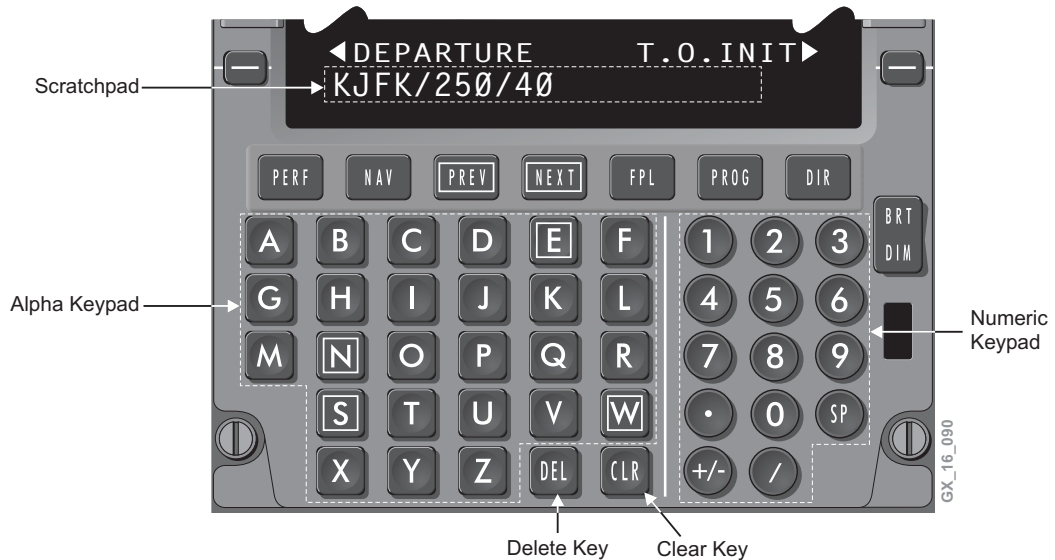 ◀DEPARTURE T.O.INIT▶
Scratchpad
KJFK/25Ø/4Ø
PERF NAV PREV NEXT FPL PROG DIR
BRT
DIM
A B C D E F 1 2 3
Alpha Keypad
G H I J K L 4 5 6
Numeric
Keypad
M N O P Q R 7 8 9
S T U V W • 0 SP
X Y Z DEL CLR +/- /
GX_16_090
Delete Key
Clear Key